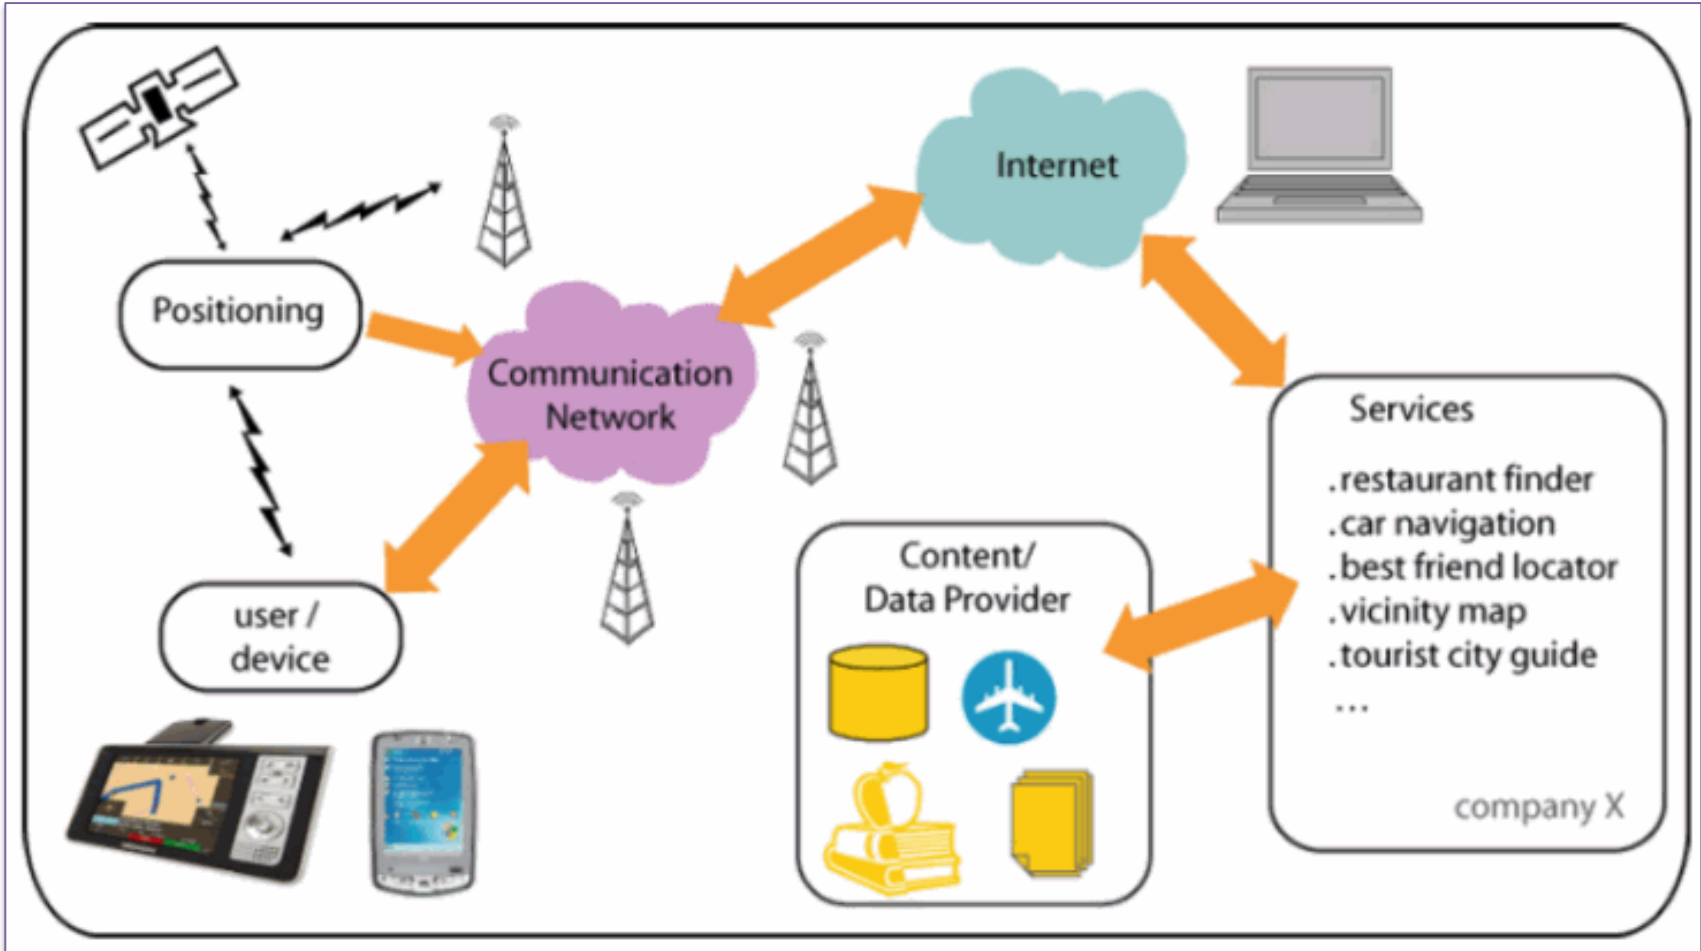 Internet
Positioning
Communication
Network
Services
.restaurant finder
.car navigation
.best friend locator
.vicinity map
.tourist city guide
...
company X
Content/
Data Provider
user /
device